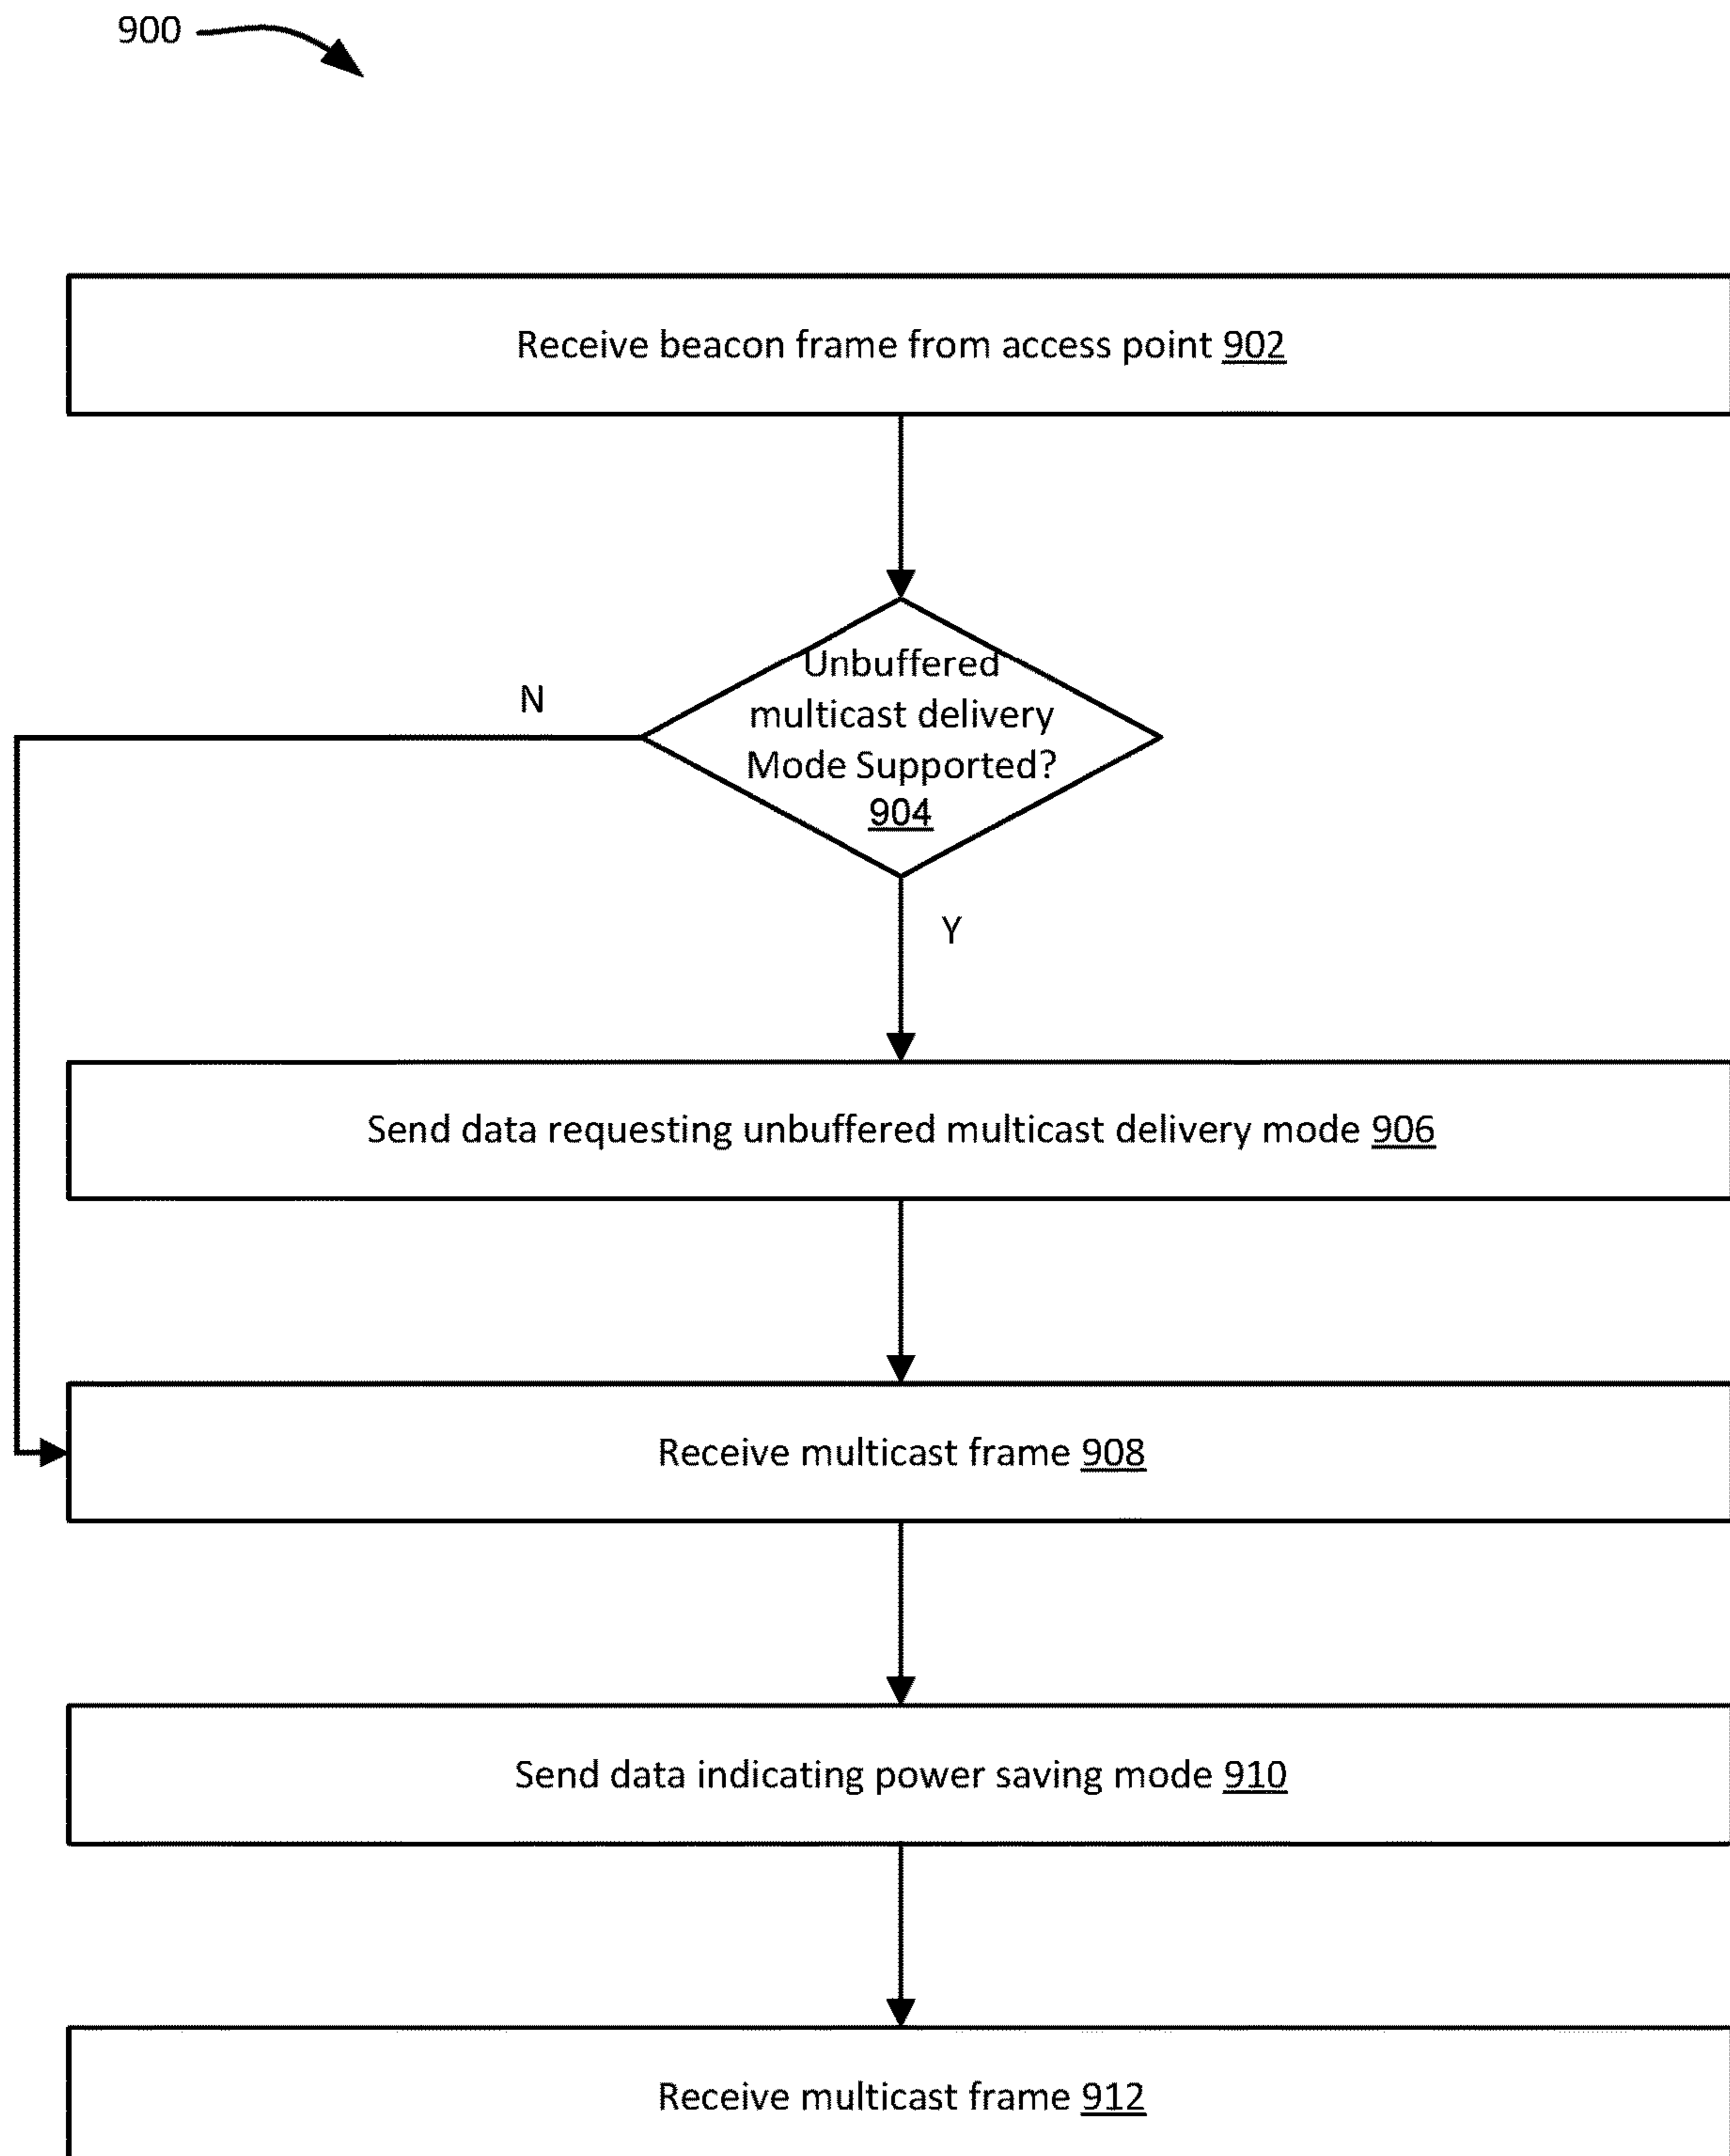 900
Receive beacon frame from access point 902
Unbuffered
multicast delivery
Mode Supported?
904
N
Y
Send data requesting unbuffered multicast delivery mode 906
Receive multicast frame 908
Send data indicating power saving mode 910
Receive multicast frame 912